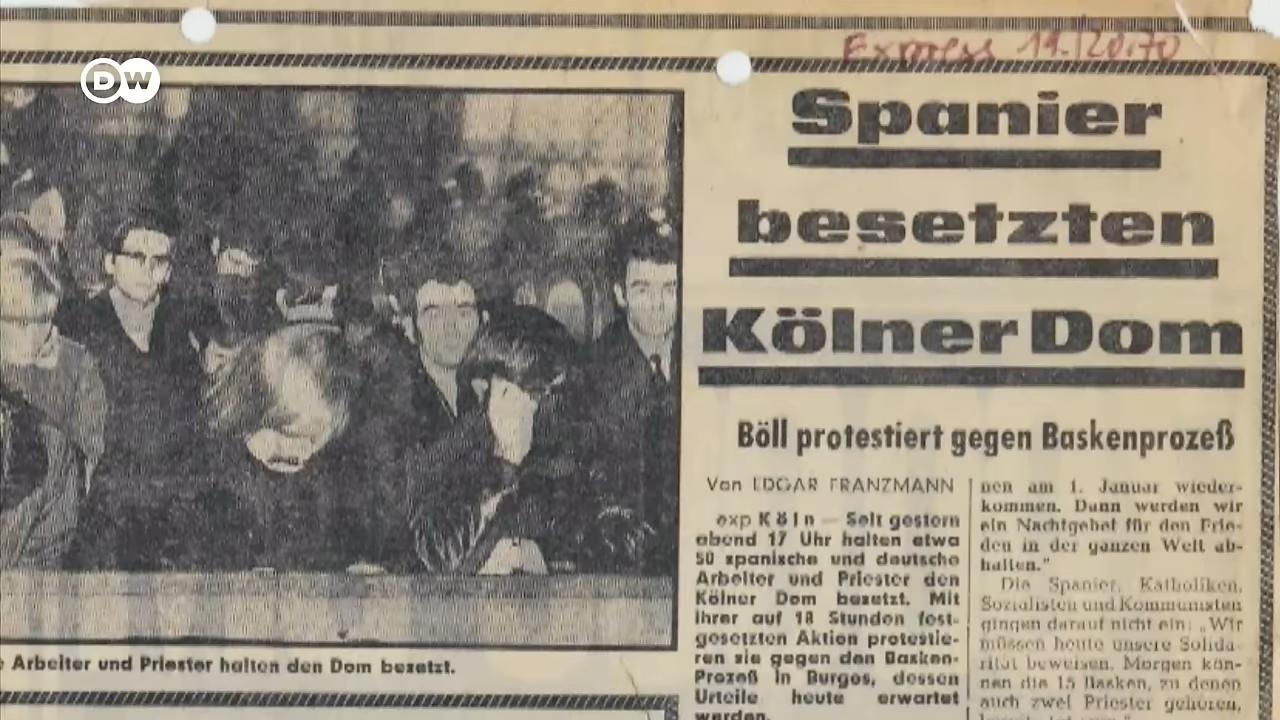 DW
Express 19./20.70
Spanier
besetzten
Kölner Dom
Böll protestiert gegen Baskenprozeß
Von EDGAR FRANZMANN
exp Köln — Seit gestern
abend 17 Uhr halten etwa
50 spanische und deutsche
Arbeiter und Priester den
Kölner Dom besetzt. Mit
ihrer auf 18 Stunden fest-
gesetzten Aktion protestie-
ren sie gegen den Basken-
Prozeß in Burgos, dessen
Urteile heute erwartet
werden.
nen am 1. Januar wieder-
kommen. Dann werden wir
ein Nachtgebet für den Frie-
den in der ganzen Welt ab-
halten."
Die Spanier, Katholiken,
Sozialisten und Kommunisten
gingen darauf nicht ein: „Wir
müssen heute unsere Solida-
rität beweisen. Morgen kön-
nen die 15 Basken, zu denen
auch zwei Priester gehören,
Arbeiter und Priester halten den Dom besetzt.